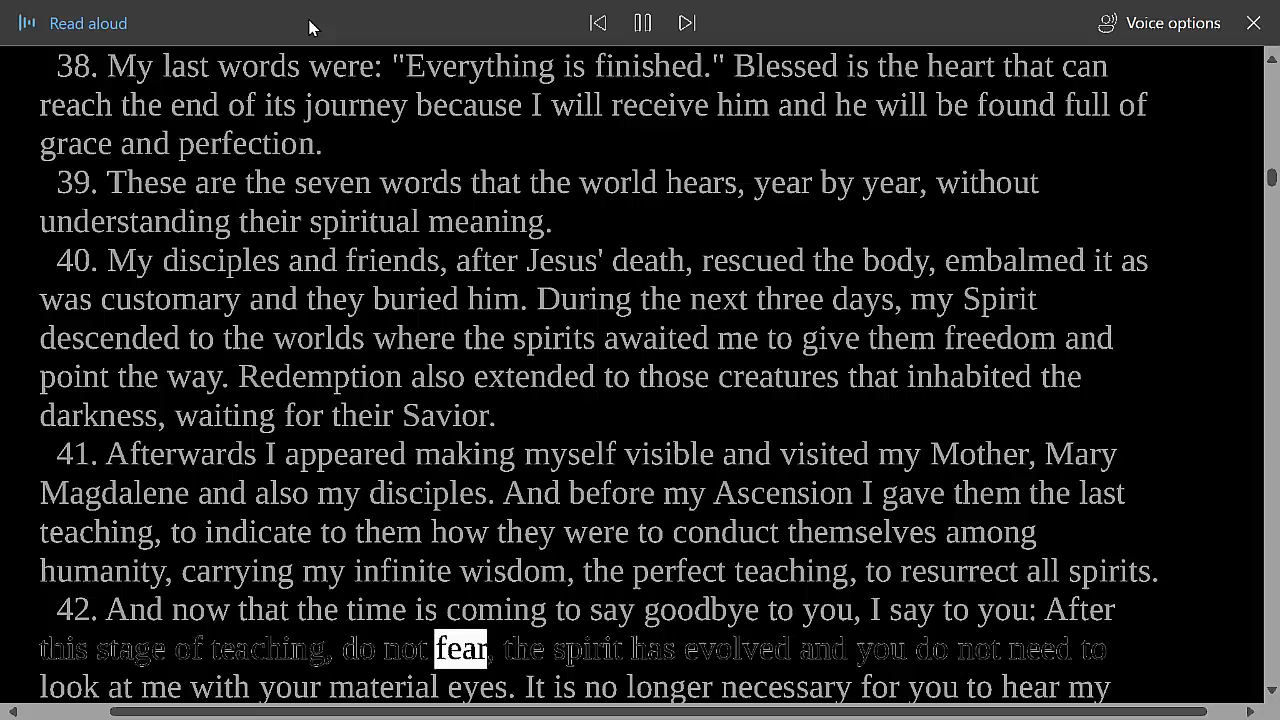 Read aloud
Voice options
38. My last words were: "Everything is finished." Blessed is the heart that can
reach the end of its journey because I will receive him and he will be found full of
grace and perfection.
39. These are the seven words that the world hears, year by year, without
understanding their spiritual meaning.
40. My disciples and friends, after Jesus' death, rescued the body, embalmed it as
was customary and they buried him. During the next three days, my Spirit
descended to the worlds where the spirits awaited me to give them freedom and
point the way. Redemption also extended to those creatures that inhabited the
darkness, waiting for their Savior.
41. Afterwards I appeared making myself visible and visited my Mother, Mary
Magdalene and also my disciples. And before my Ascension I gave them the last
teaching, to indicate to them how they were to conduct themselves among
humanity, carrying my infinite wisdom, the perfect teaching, to resurrect all spirits.
42. And now that the time is coming to say goodbye to you, I say to you: After
this stage of teaching, do not fear, the spirit has evolved and you do not need to
look at me with your material eyes. It is no longer necessary for you to hear my